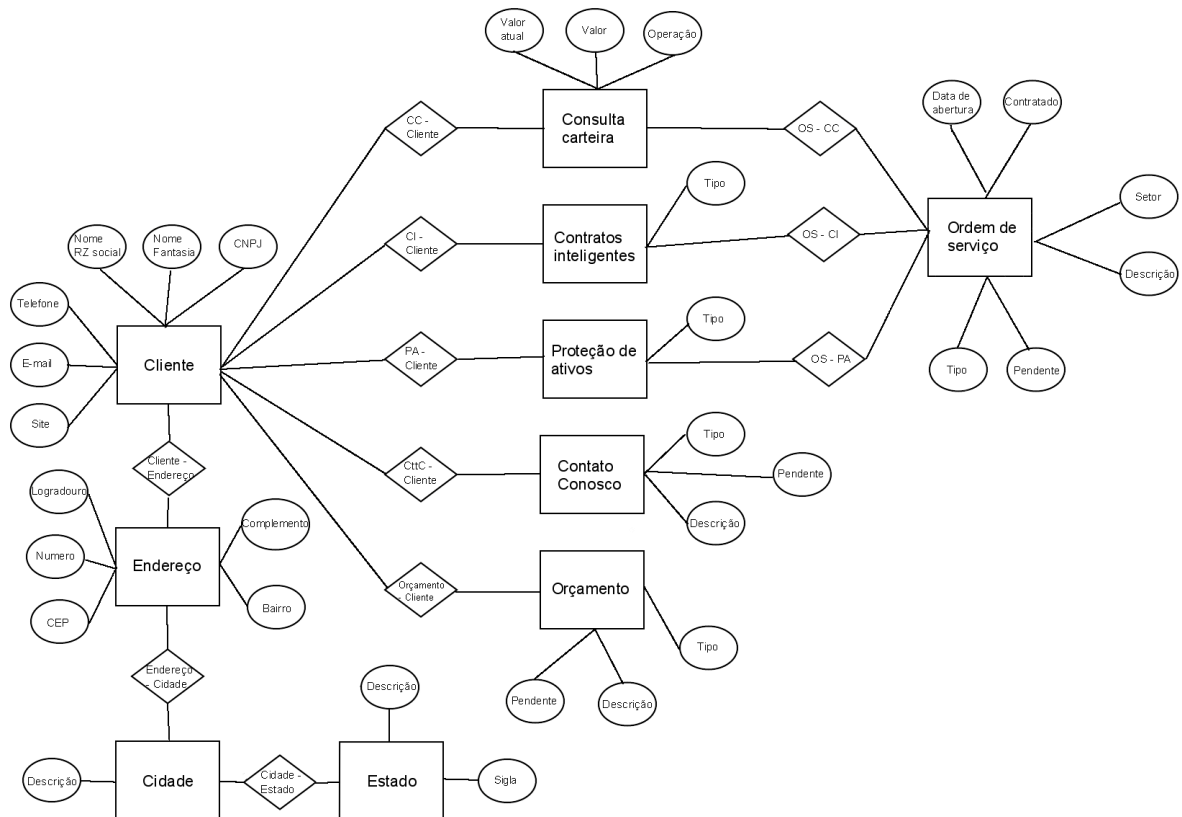 Valor
atual
Valor
Operação
Consulta
carteira
CC -
Cliente
OS - CC
Data de
abertura
Contratado
Setor
Descrição
Ordem de
serviço
Tipo
Pendente
Tipo
Contratos
inteligentes
CI -
Cliente
OS - CI
Nome
RZ social
Nome
Fantasia
CNPJ
Telefone
E-mail
Site
Cliente
Tipo
Proteção de
ativos
PA -
Cliente
OS - PA
Cliente -
Endereço
CttC -
Cliente
Contato
Conosco
Tipo
Pendente
Descrição
Logradouro
Numero
CEP
Endereço
Complemento
Bairro
Orçamento
- Cliente
Orçamento
Tipo
Pendente
Descrição
Endereço
- Cidade
Descrição
Cidade
Cidade -
Estado
Descrição
Estado
Sigla